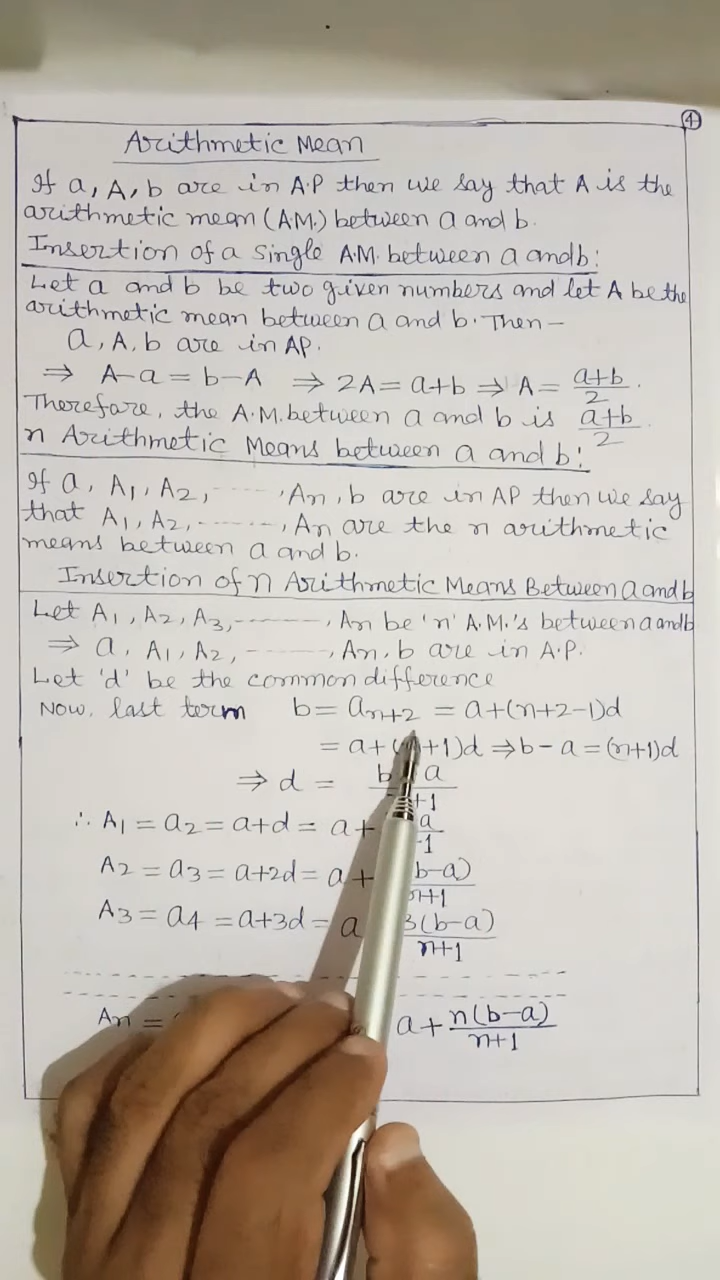 ④
Arithmetic Mean
If a, A, b are in A.P then we say that A is the
arithmetic mean (A.M.) between a and b.
Insertion of a single A.M. between a and b:
Let a and b be two given numbers and let A be the
arithmetic mean between a and b. Then -
a, A, b are in AP.
⇒ A-a = b-A ⇒ 2A = a+b ⇒ A = (a+b)/2.
Therefore, the A.M. between a and b is (a+b)/2.
n Arithmetic Means between a and b:
If a, A₁, A₂, ------, An, b are in AP then we say
that A₁, A₂, -------, An are the n arithmetic
means between a and b.
Insertion of n Arithmetic Means Between a and b
Let A₁, A₂, A₃, --------, An be 'n' A.M.'s between a and b
⇒ a, A₁, A₂, -------, An, b are in A.P.
Let 'd' be the common difference
Now, last term b = aₙ₊₂ = a+(n+2-1)d
= a+( +1)d ⇒ b-a = (n+1)d
⇒ d = b a / +1
∴ A₁ = a₂ = a+d = a+ a / -1
A₂ = a₃ = a+2d = a+ b-a) / n+1
A₃ = a₄ = a+3d = a 3(b-a) / n+1
An = a + n(b-a)/(n+1)